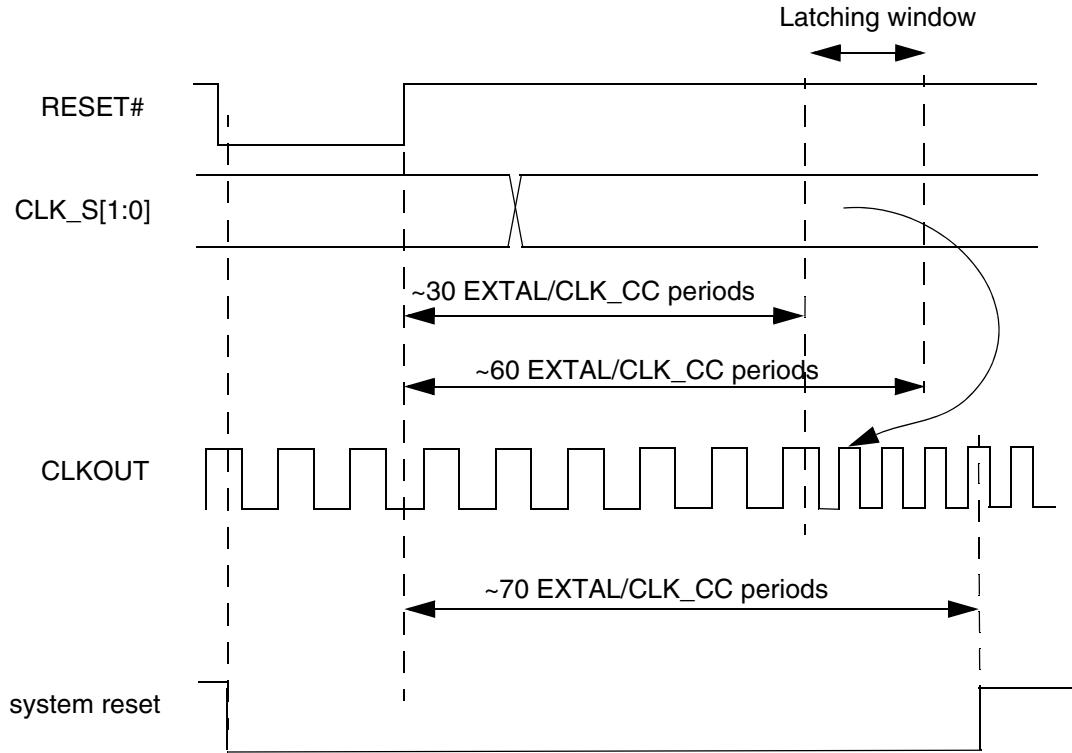 Latching window
RESET#
CLK_S[1:0]
~30 EXTAL/CLK_CC periods
~60 EXTAL/CLK_CC periods
CLKOUT
~70 EXTAL/CLK_CC periods
system reset